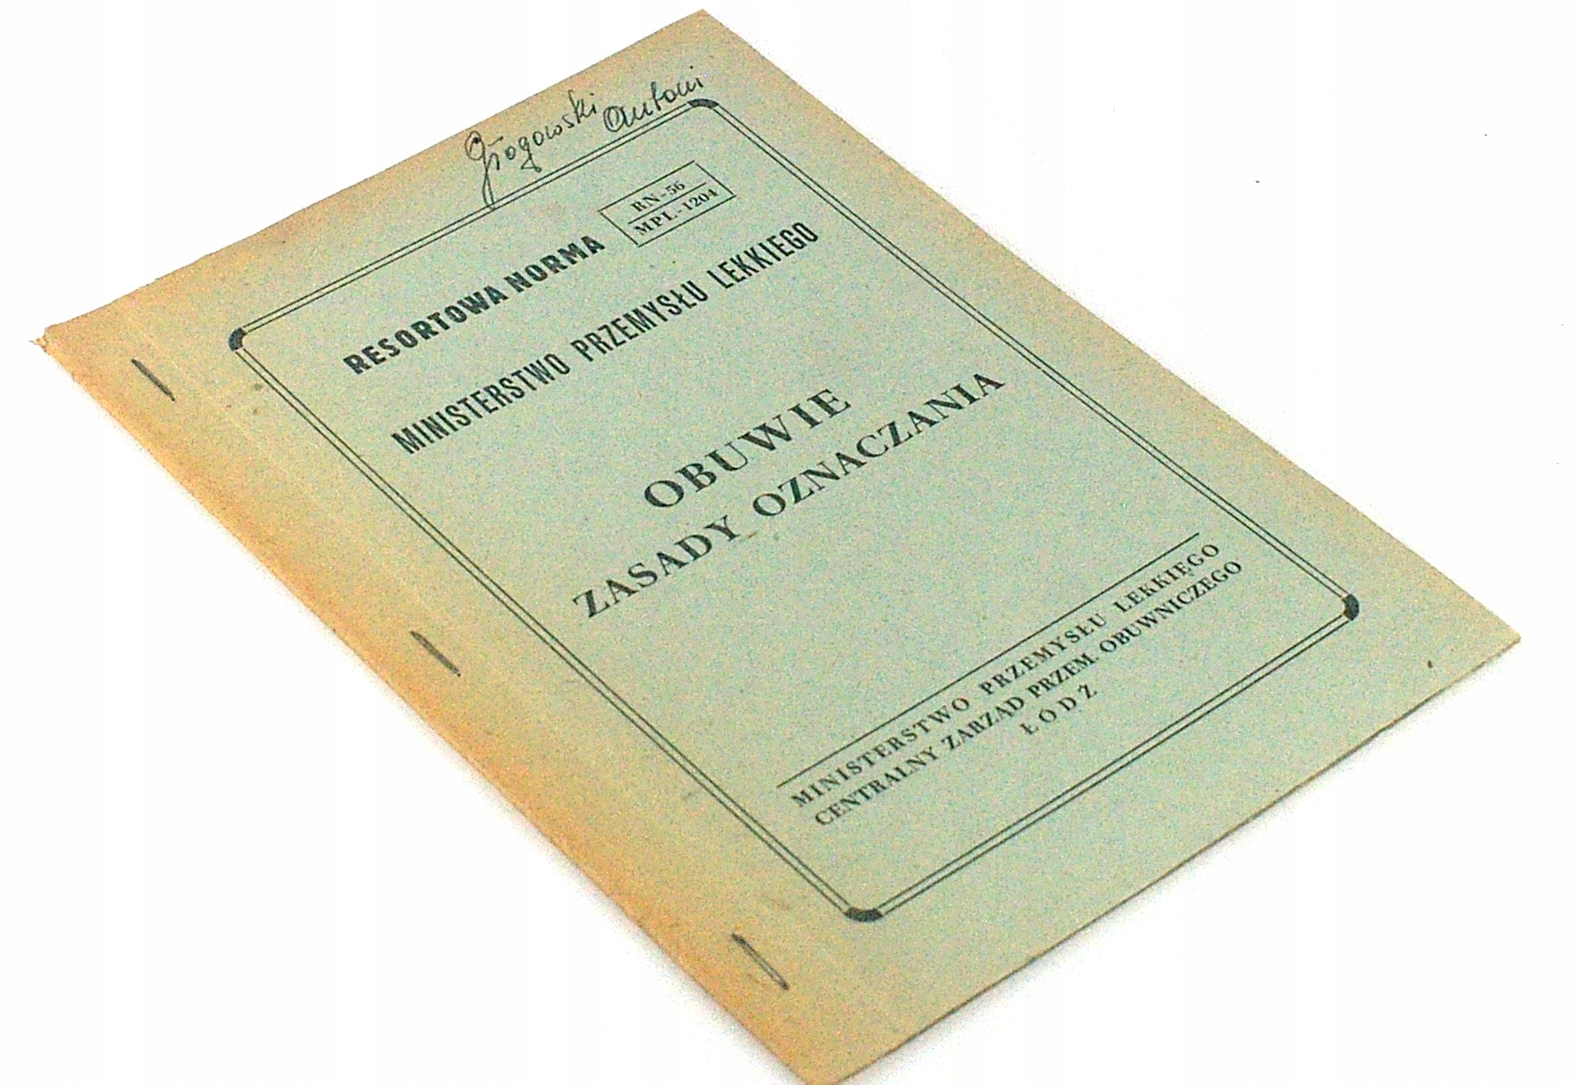 Głogowski Antoni
RESORTOWA NORMA
RN-56
MPL-1204
MINISTERSTWO PRZEMYSŁU LEKKIEGO
OBUWIE
ZASADY OZNACZANIA
MINISTERSTWO PRZEMYSŁU LEKKIEGO
CENTRALNY ZARZĄD PRZEM. OBUWNICZEGO
ŁÓDŹ